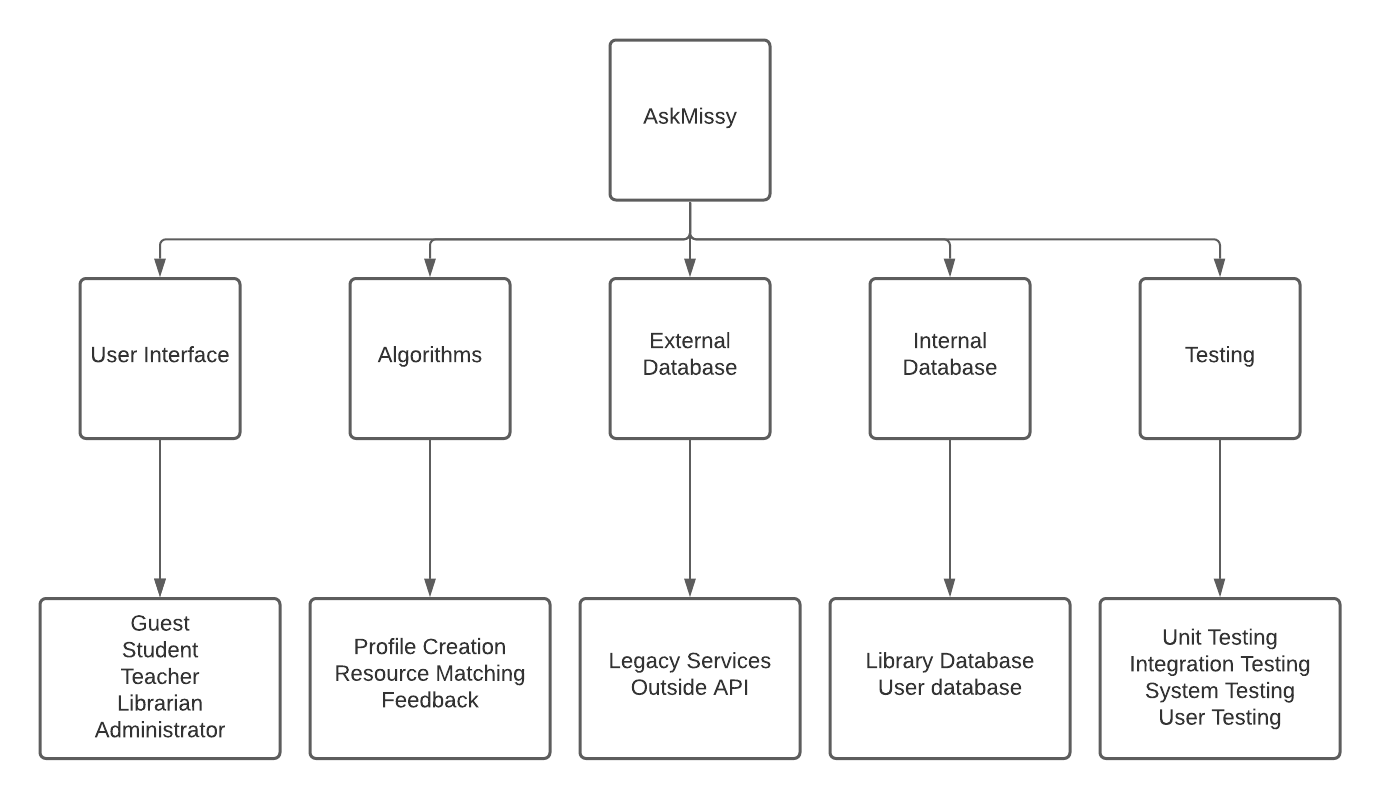 AskMissy
User Interface
Algorithms
External
Database
Internal
Database
Testing
Guest
Student
Teacher
Librarian
Administrator
Profile Creation
Resource Matching
Feedback
Legacy Services
Outside API
Library Database
User database
Unit Testing
Integration Testing
System Testing
User Testing